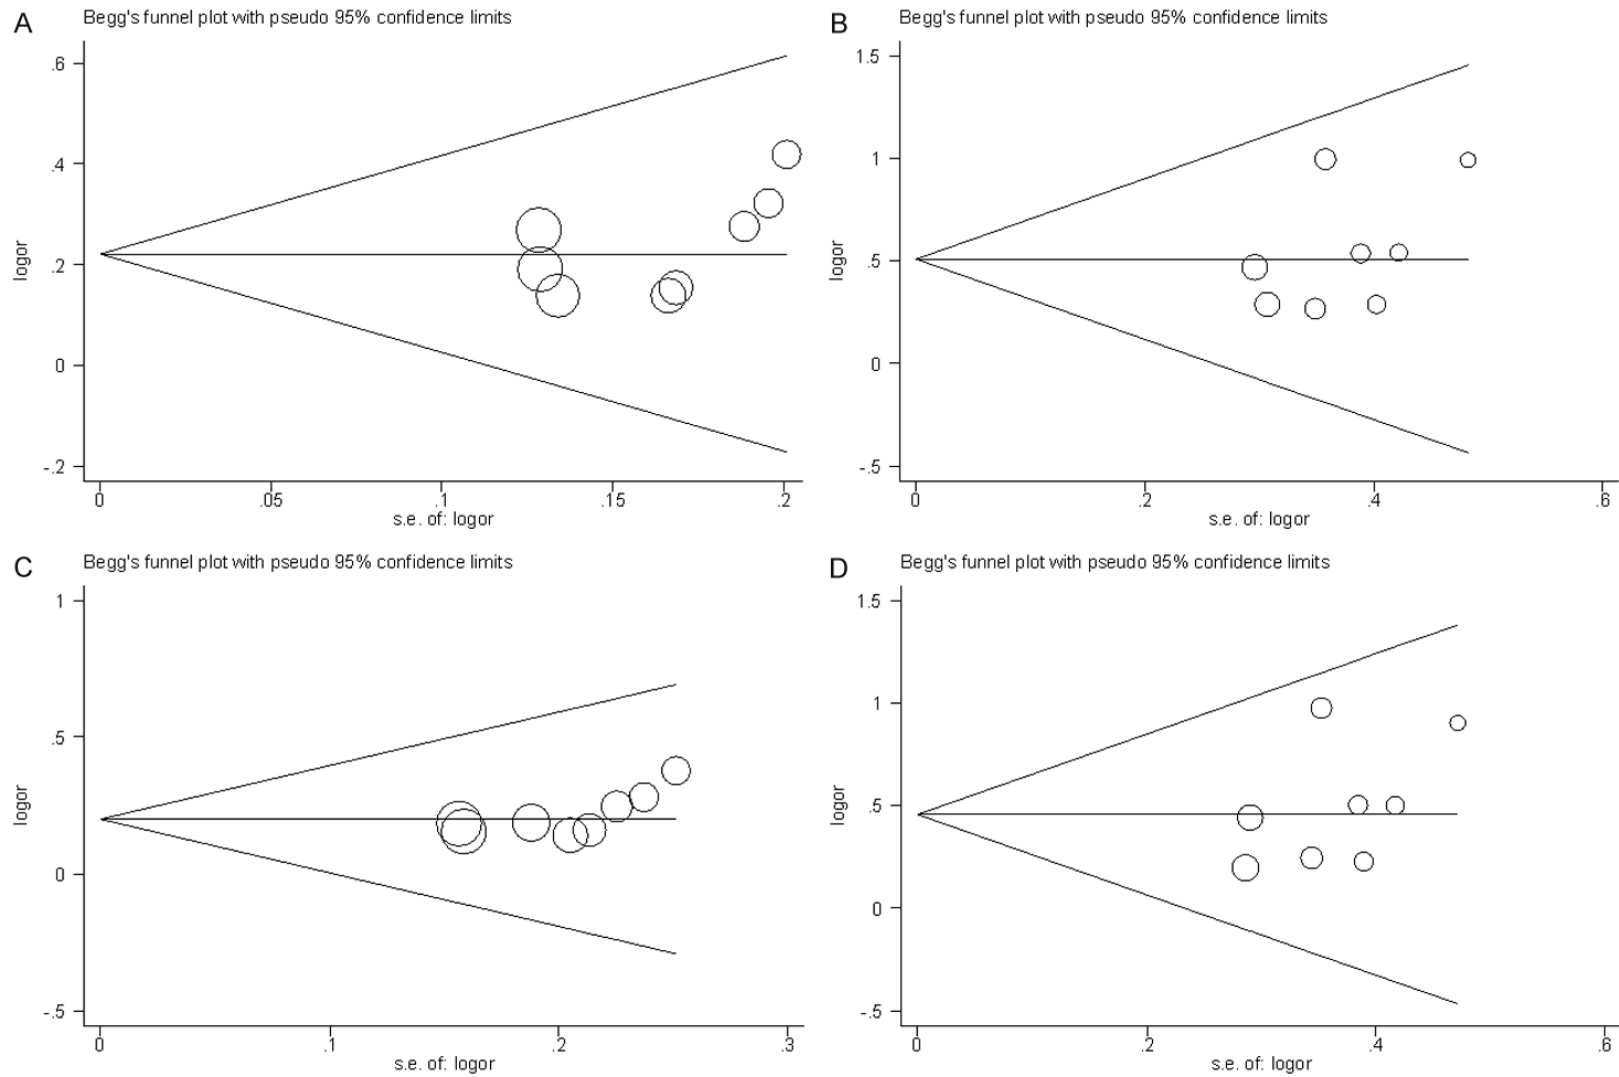 A
Begg's funnel plot with pseudo 95% confidence limits
logor
.6
.4
.2
0
-.2
0 .05 .1 .15 .2
s.e. of: logor
B
Begg's funnel plot with pseudo 95% confidence limits
logor
1.5
1
.5
0
-.5
0 .2 .4 .6
s.e. of: logor
C
Begg's funnel plot with pseudo 95% confidence limits
logor
1
.5
0
-.5
0 .1 .2 .3
s.e. of: logor
D
Begg's funnel plot with pseudo 95% confidence limits
logor
1.5
1
.5
0
-.5
0 .2 .4 .6
s.e. of: logor